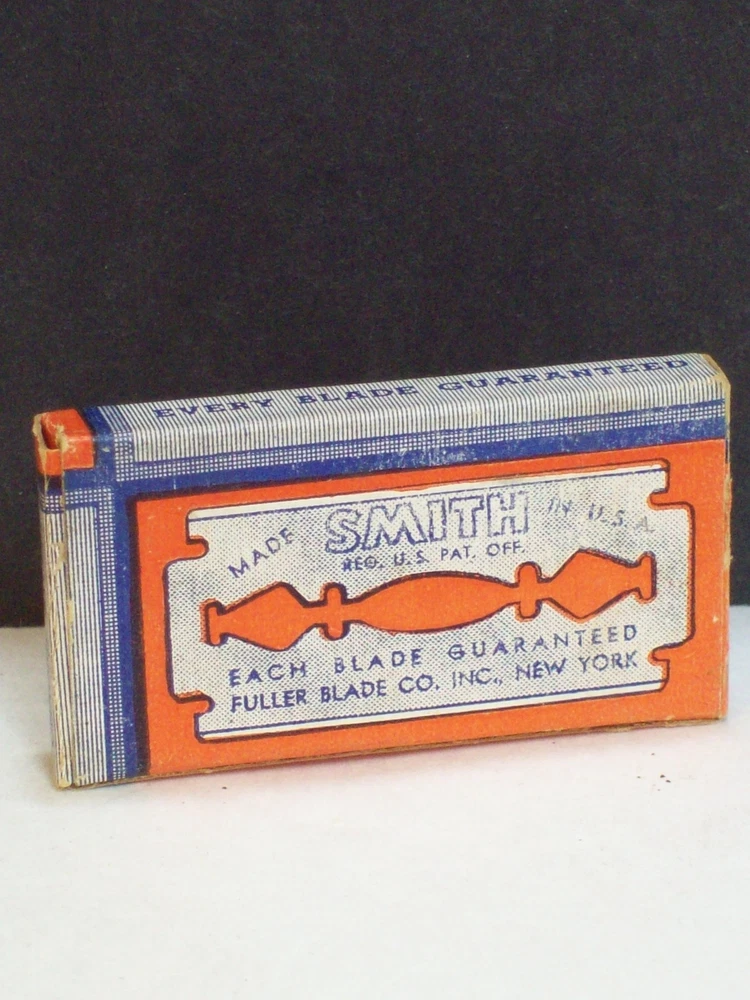 EVERY BLADE GUARANTEED
MADE SMITH IN U.S.A.
REG. U.S. PAT. OFF.
EACH BLADE GUARANTEED
FULLER BLADE CO. INC., NEW YORK